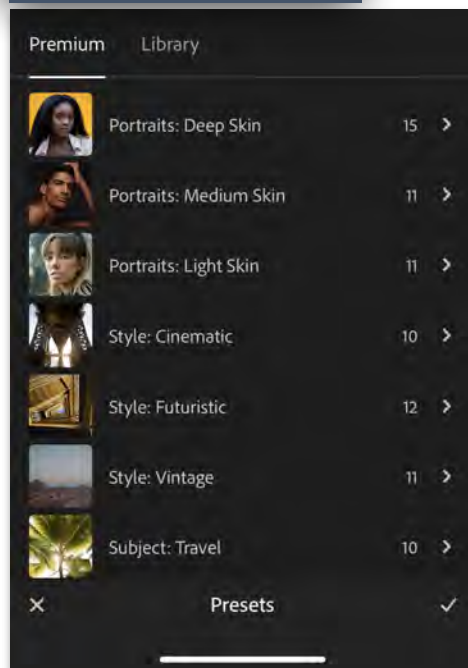 Premium Library
Portraits: Deep Skin 15
Portraits: Medium Skin 11
Portraits: Light Skin 11
Style: Cinematic 10
Style: Futuristic 12
Style: Vintage 11
Subject: Travel 10
Presets